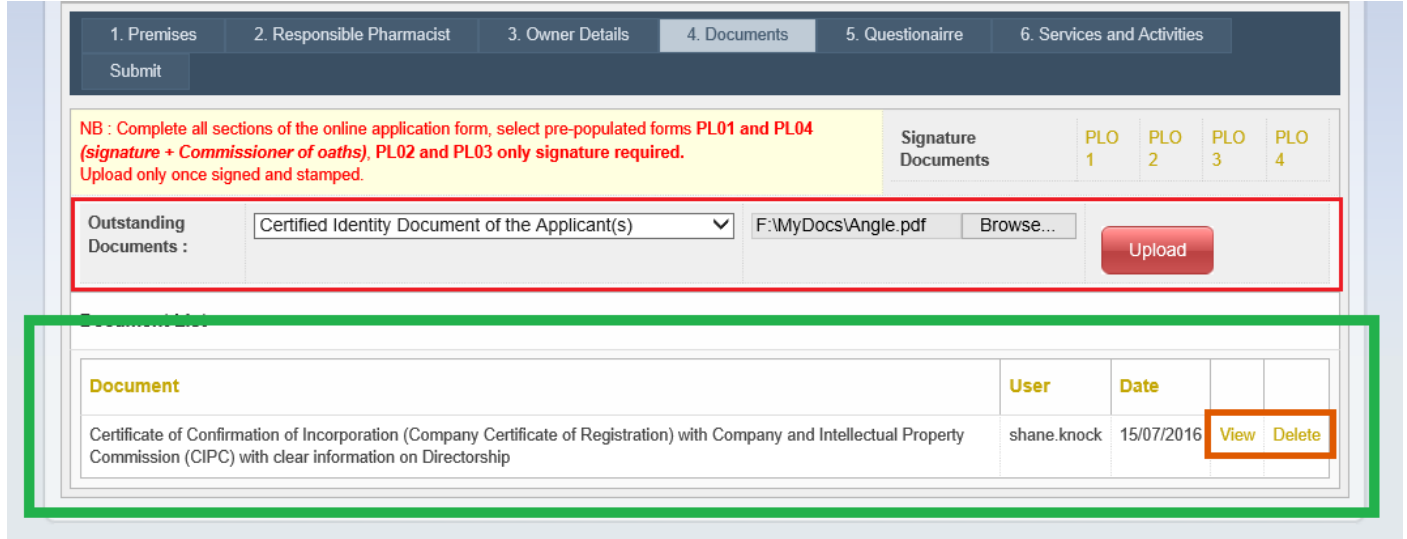 1. Premises 2. Responsible Pharmacist 3. Owner Details 4. Documents 5. Questionairre 6. Services and Activities
Submit
NB : Complete all sections of the online application form, select pre-populated forms PL01 and PL04
(signature + Commissioner of oaths), PL02 and PL03 only signature required.
Upload only once signed and stamped.
Signature
Documents
PLO
1
PLO
2
PLO
3
PLO
4
Outstanding
Documents :
Certified Identity Document of the Applicant(s)
F:\MyDocs\Angle.pdf Browse...
Upload
Document List
Document User Date
Certificate of Confirmation of Incorporation (Company Certificate of Registration) with Company and Intellectual Property
Commission (CIPC) with clear information on Directorship
shane.knock 15/07/2016 View Delete